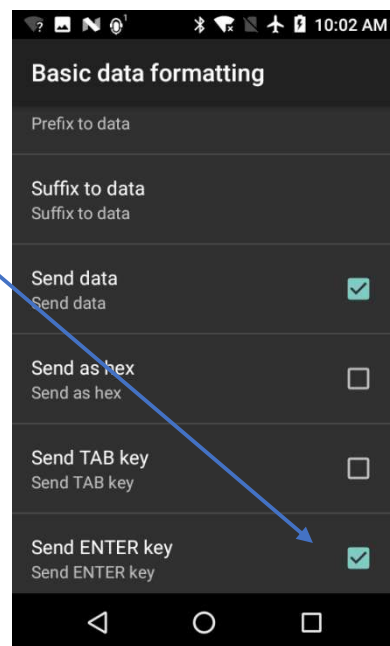 10:02 AM
Basic data formatting
Prefix to data
Suffix to data
Suffix to data
Send data
Send data
Send as hex
Send as hex
Send TAB key
Send TAB key
Send ENTER key
Send ENTER key